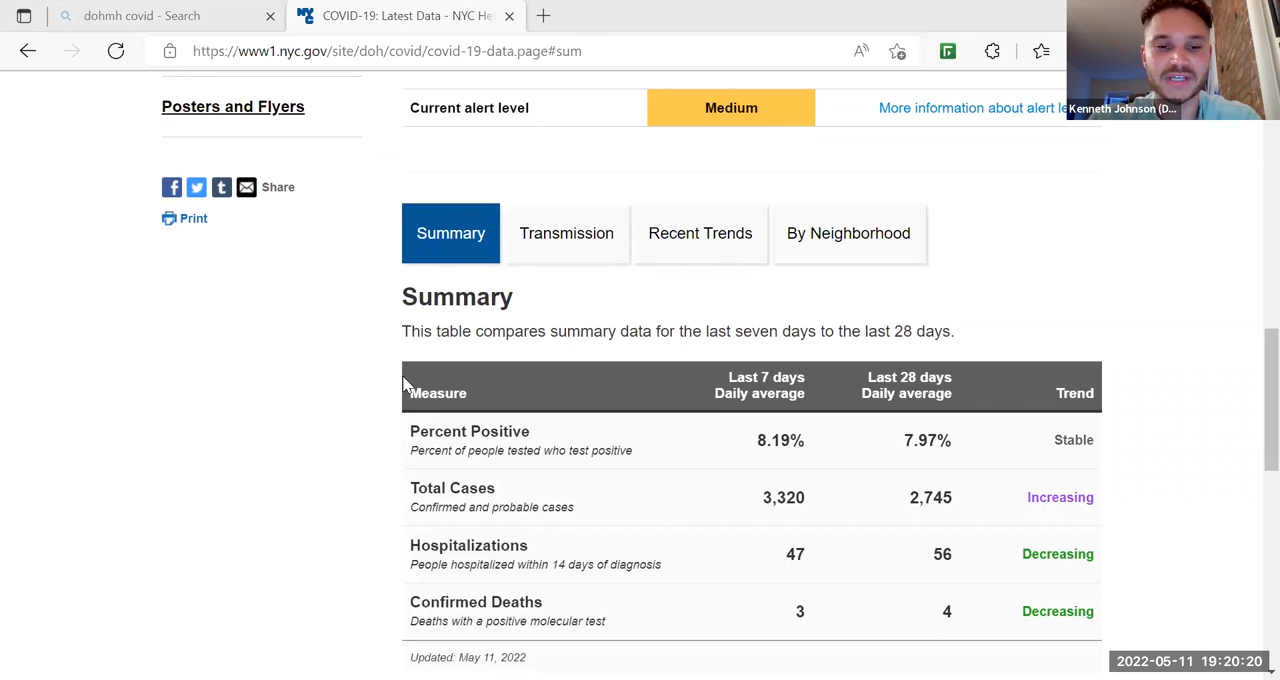 dohmh covid - Search
COVID-19: Latest Data - NYC He
https://www1.nyc.gov/site/doh/covid/covid-19-data.page#sum
Kenneth Johnson (D...
Posters and Flyers
Share
Print
Current alert level Medium More information about alert le
Summary Transmission Recent Trends By Neighborhood
Summary
This table compares summary data for the last seven days to the last 28 days.
Last 7 days Last 28 days
Measure Daily average Daily average Trend
Percent Positive
Percent of people tested who test positive
8.19% 7.97% Stable
Total Cases
Confirmed and probable cases
3,320 2,745 Increasing
Hospitalizations
People hospitalized within 14 days of diagnosis
47 56 Decreasing
Confirmed Deaths
Deaths with a positive molecular test
3 4 Decreasing
Updated: May 11, 2022
2022-05-11 19:20:20